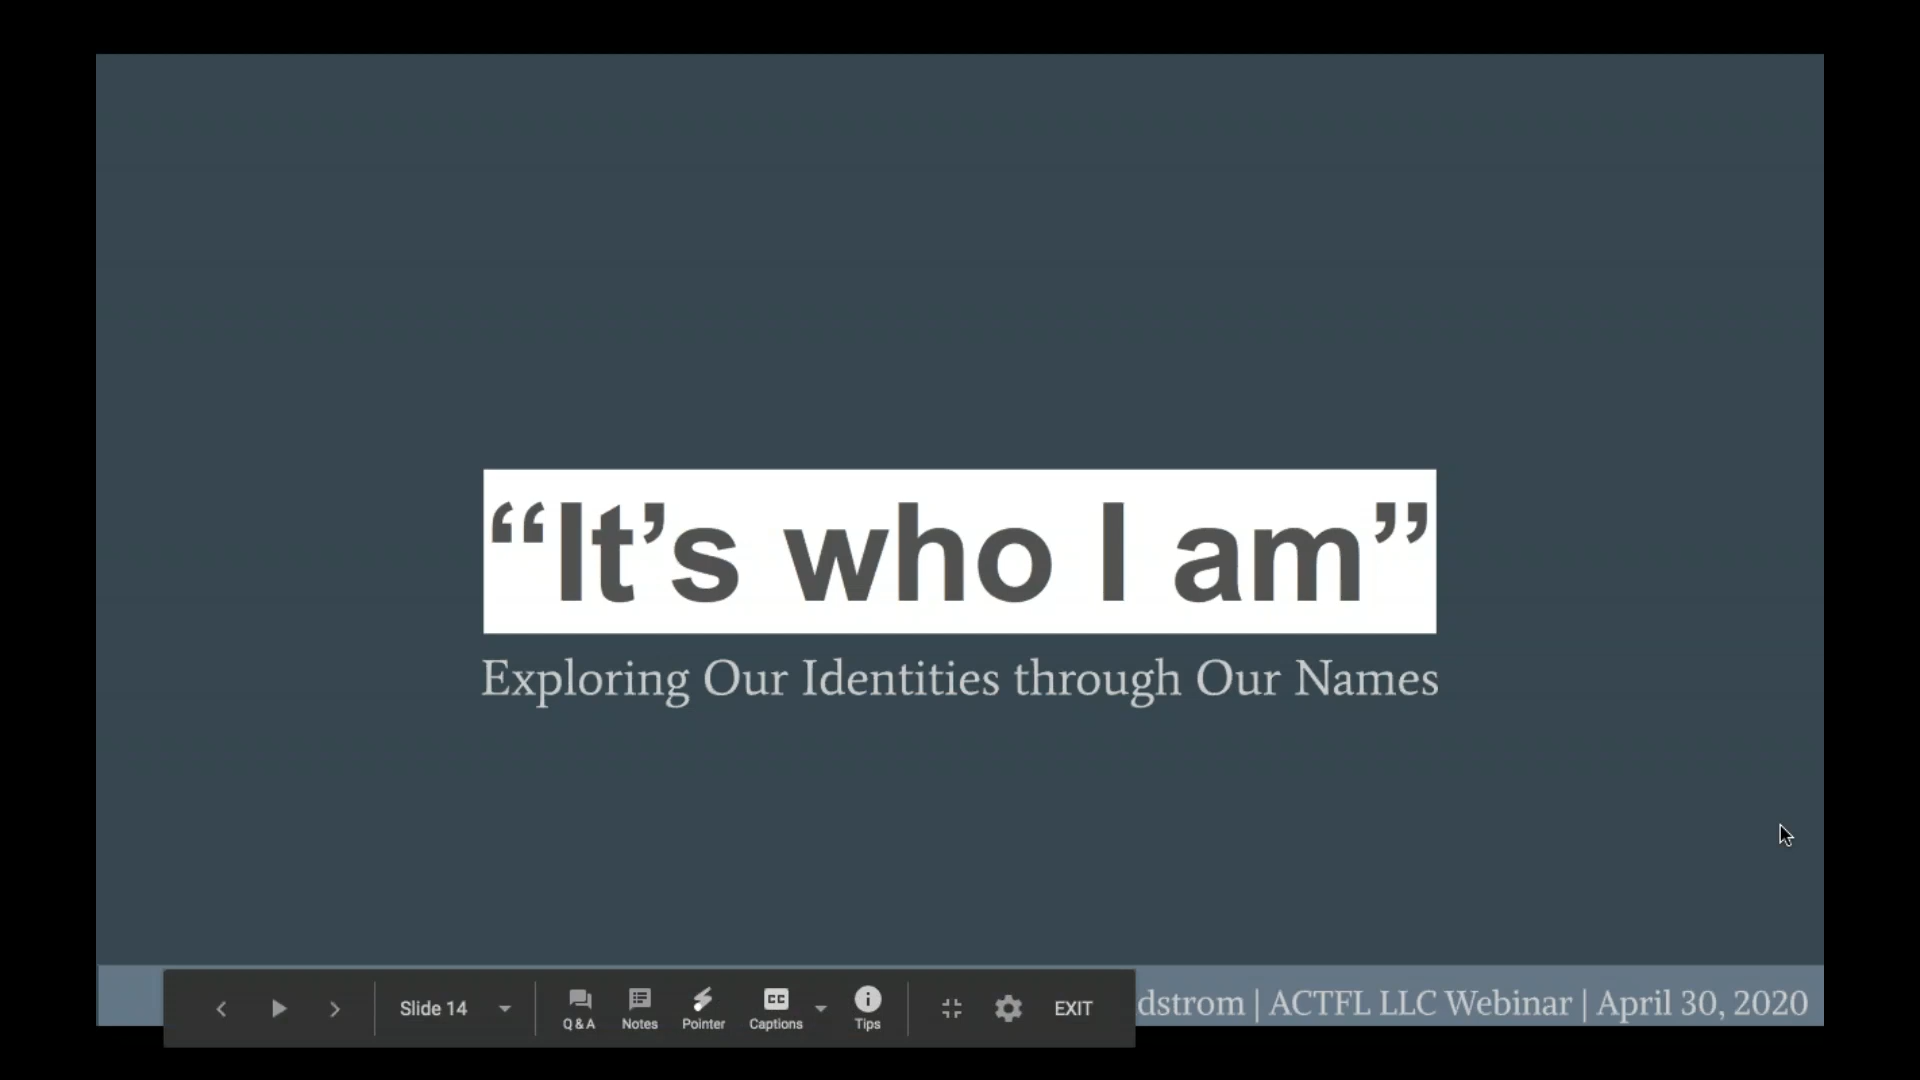 “It’s who I am”
Exploring Our Identities through Our Names
| ACTFL LLC Webinar | April 30, 2020
Slide 14
Q & A
Notes
Pointer
CC
Captions
Tips
EXIT